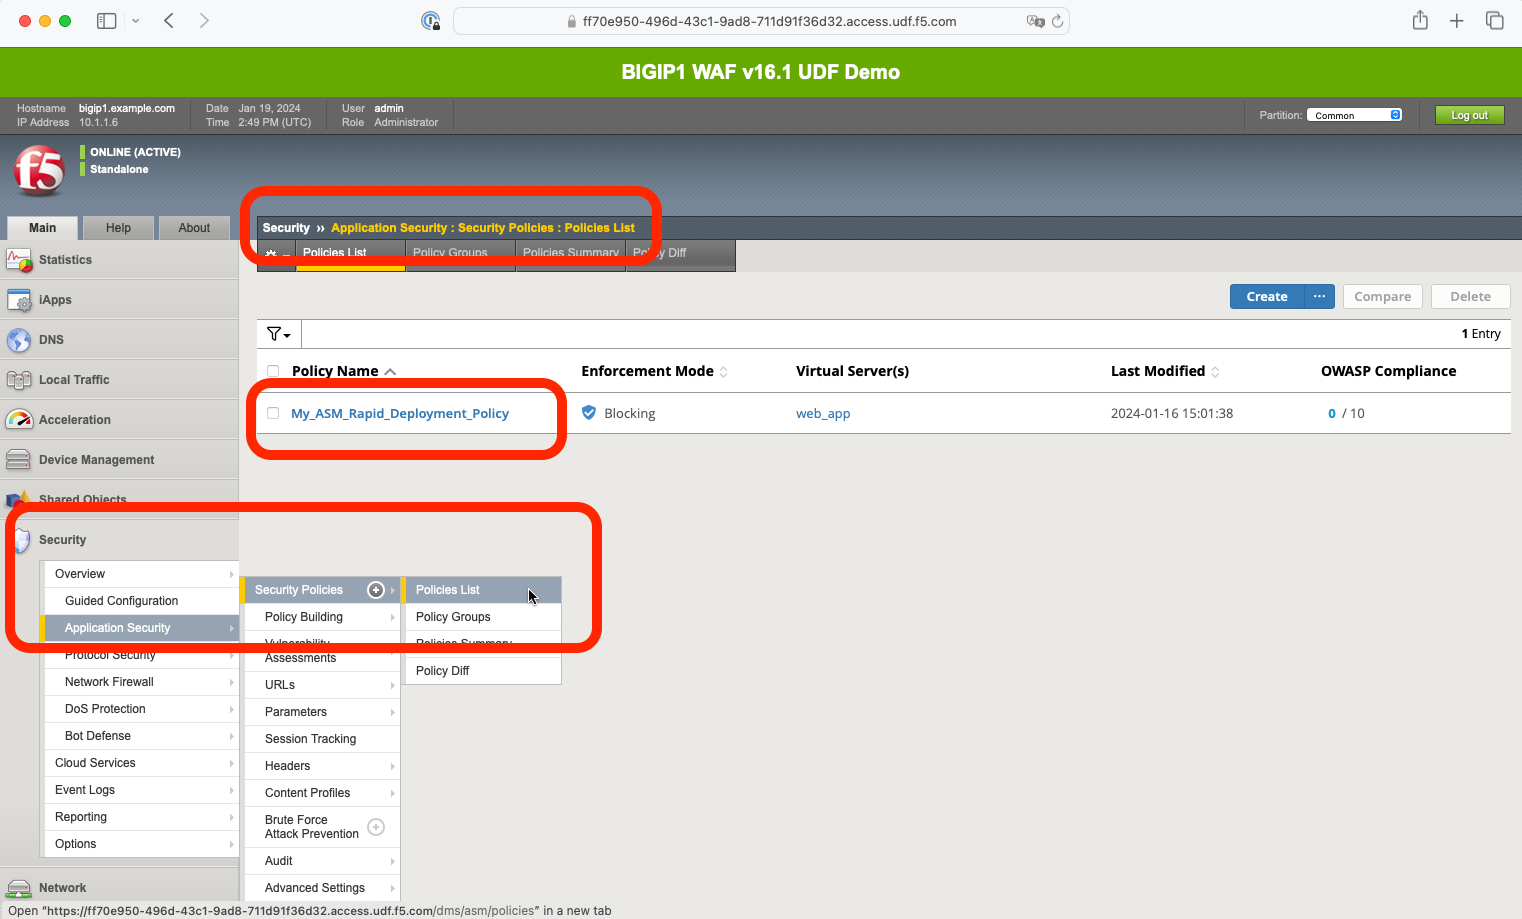 ff70e950-496d-43c1-9ad8-711d91f36d32.access.udf.f5.com
BIGIP1 WAF v16.1 UDF Demo
Hostname bigip1.example.com Date Jan 19, 2024 User admin
IP Address 10.1.1.6 Time 2:49 PM (UTC) Role Administrator
Partition: Common Log out
f5
ONLINE (ACTIVE)
Standalone
Main Help About
Security ›› Application Security : Security Policies : Policies List
Policies List Policy Groups Policies Summary Policy Diff
Statistics
iApps
DNS
Local Traffic
Acceleration
Device Management
Shared Objects
Security
Create ··· Compare Delete
1 Entry
Policy Name Enforcement Mode Virtual Server(s) Last Modified OWASP Compliance
My_ASM_Rapid_Deployment_Policy Blocking web_app 2024-01-16 15:01:38 0 / 10
Overview
Guided Configuration
Application Security
Protocol Security
Network Firewall
DoS Protection
Bot Defense
Cloud Services
Event Logs
Reporting
Options
Network
Security Policies
Policy Building
Vulnerability
Assessments
URLs
Parameters
Session Tracking
Headers
Content Profiles
Brute Force
Attack Prevention
Audit
Advanced Settings
Policies List
Policy Groups
Policies Summary
Policy Diff
Open "https://ff70e950-496d-43c1-9ad8-711d91f36d32.access.udf.f5.com/dms/asm/policies" in a new tab